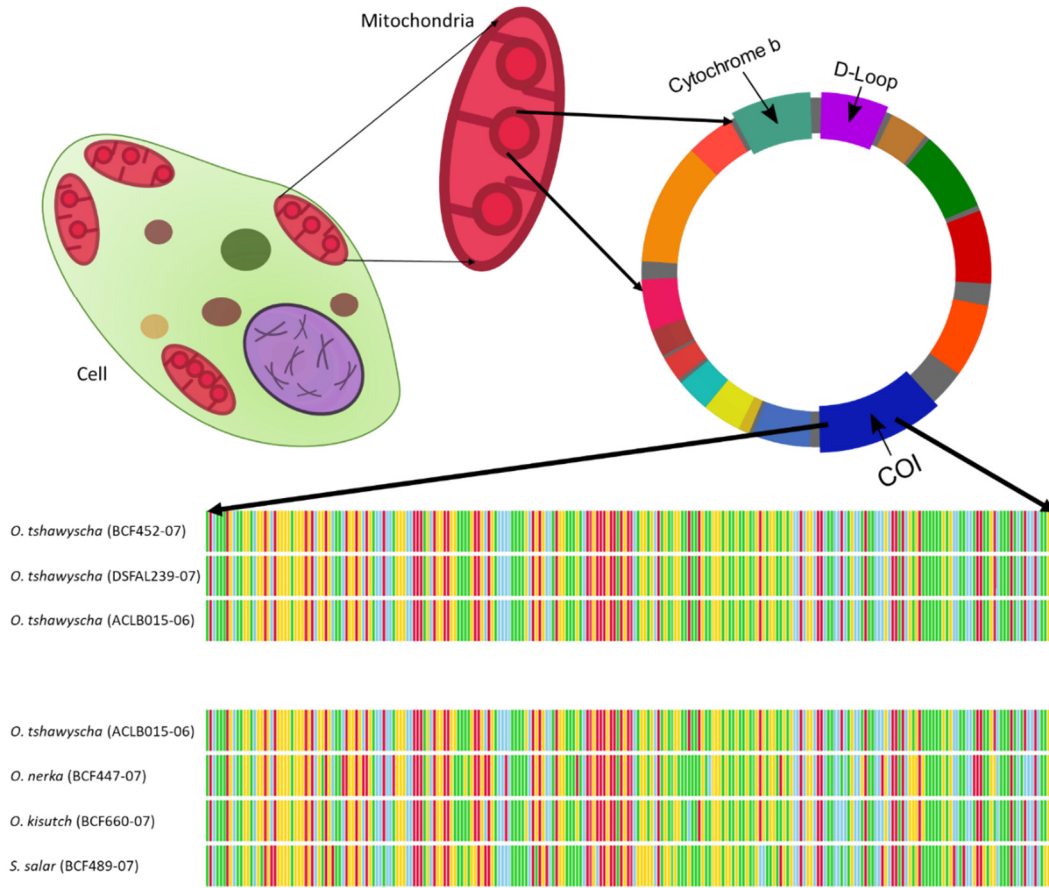 Mitochondria
Cytochrome b
D-Loop
Cell
COI
O. tshawyscha (BCF452-07)
O. tshawyscha (DSFAL239-07)
O. tshawyscha (ACLB015-06)
O. tshawyscha (ACLB015-06)
O. nerka (BCF447-07)
O. kisutch (BCF660-07)
S. salar (BCF489-07)